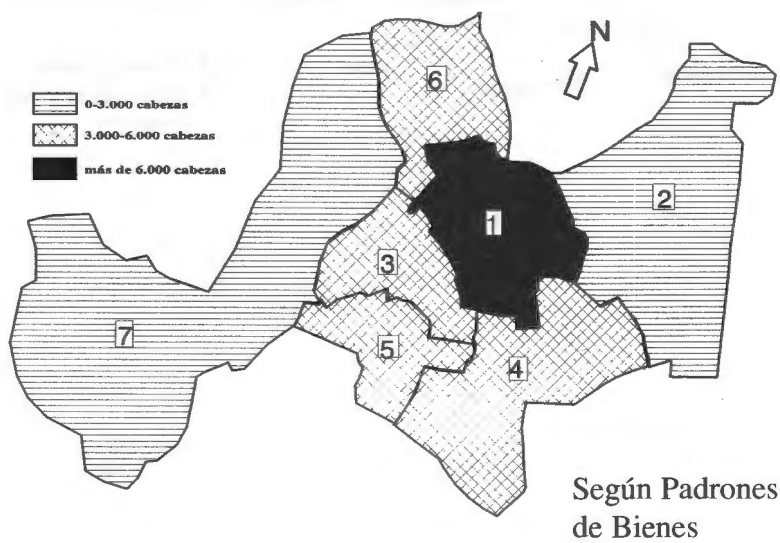 N
6
0-3.000 cabezas
3.000-6.000 cabezas
más de 6.000 cabezas
2
1
3
7
5
4
Según Padrones
de Bienes